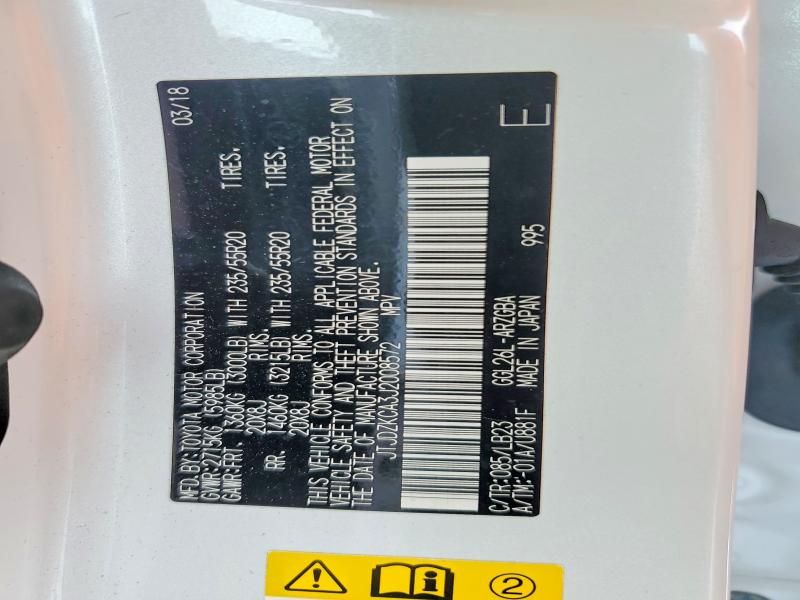 MFD. BY: TOYOTA MOTOR CORPORATION 03/18
GVWR: 2715KG (5985LB)
GAWR: FRT. 1360KG (3000LB) WITH 235/55R20 TIRES.
20X8J RIMS.
RR. 1460KG (3215LB) WITH 235/55R20 TIRES.
20X8J RIMS.
THIS VEHICLE CONFORMS TO ALL APPLICABLE FEDERAL MOTOR
VEHICLE SAFETY AND THEFT PREVENTION STANDARDS IN EFFECT ON
THE DATE OF MANUFACTURE SHOWN ABOVE.
JTJDZKCA3J2008572 MPV
C/TR:085/LB23 GGL26L-ARZGBA
A/TM:-01A/U881F MADE IN JAPAN 995
E
2